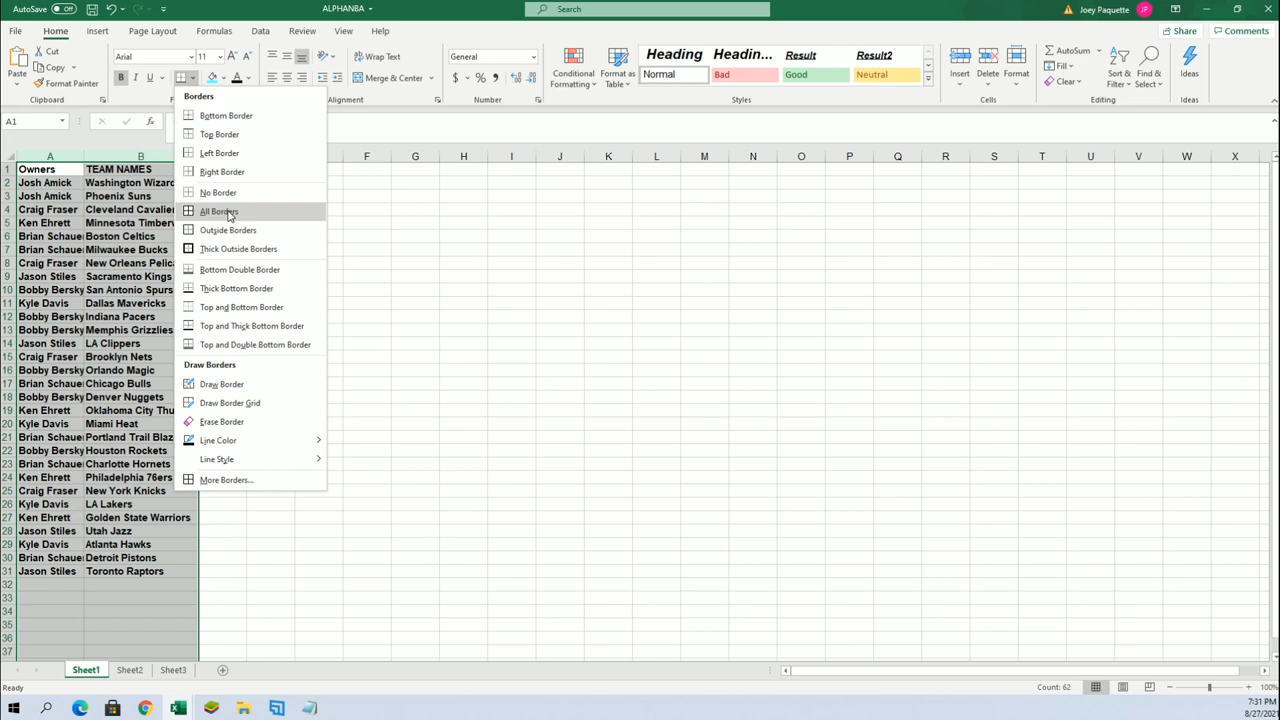 AutoSave Off ALPHANBA Search Joey Paquette JP
File Home Insert Page Layout Formulas Data Review View Help Share Comments
Paste Cut Copy Format Painter Clipboard
Arial 11 A A
B I U A
Wrap Text
Merge & Center
Alignment
General
$ % Number
Conditional Formatting Format as Table
Heading Headin... Result Result2
Normal Bad Good Neutral
Styles
Insert Delete Format
Cells
AutoSum
Fill
Clear
Sort & Filter Find & Select
Editing
Ideas
Ideas
A1 fx
A B F G H I J K L M N O P Q R S T U V W X
1 Owners TEAM NAMES
2 Josh Amick Washington Wizard
3 Josh Amick Phoenix Suns
4 Craig Fraser Cleveland Cavalie
5 Ken Ehrett Minnesota Timberv
6 Brian Schaue Boston Celtics
7 Brian Schaue Milwaukee Bucks
8 Craig Fraser New Orleans Pelic
9 Jason Stiles Sacramento Kings
10 Bobby Bersky San Antonio Spurs
11 Kyle Davis Dallas Mavericks
12 Bobby Bersky Indiana Pacers
13 Bobby Bersky Memphis Grizzlies
14 Jason Stiles LA Clippers
15 Craig Fraser Brooklyn Nets
16 Bobby Bersky Orlando Magic
17 Brian Schaue Chicago Bulls
18 Bobby Bersky Denver Nuggets
19 Ken Ehrett Oklahoma City Thu
20 Kyle Davis Miami Heat
21 Brian Schaue Portland Trail Blaz
22 Bobby Bersky Houston Rockets
23 Brian Schaue Charlotte Hornets
24 Ken Ehrett Philadelphia 76ers
25 Craig Fraser New York Knicks
26 Kyle Davis LA Lakers
27 Ken Ehrett Golden State Warriors
28 Jason Stiles Utah Jazz
29 Kyle Davis Atlanta Hawks
30 Brian Schaue Detroit Pistons
31 Jason Stiles Toronto Raptors
32
33
34
35
36
37
Borders
Bottom Border
Top Border
Left Border
Right Border
No Border
All Borders
Outside Borders
Thick Outside Borders
Bottom Double Border
Thick Bottom Border
Top and Bottom Border
Top and Thick Bottom Border
Top and Double Bottom Border
Draw Borders
Draw Border
Draw Border Grid
Erase Border
Line Color
Line Style
More Borders...
Sheet1 Sheet2 Sheet3
Ready Count: 62 100%
7:31 PM